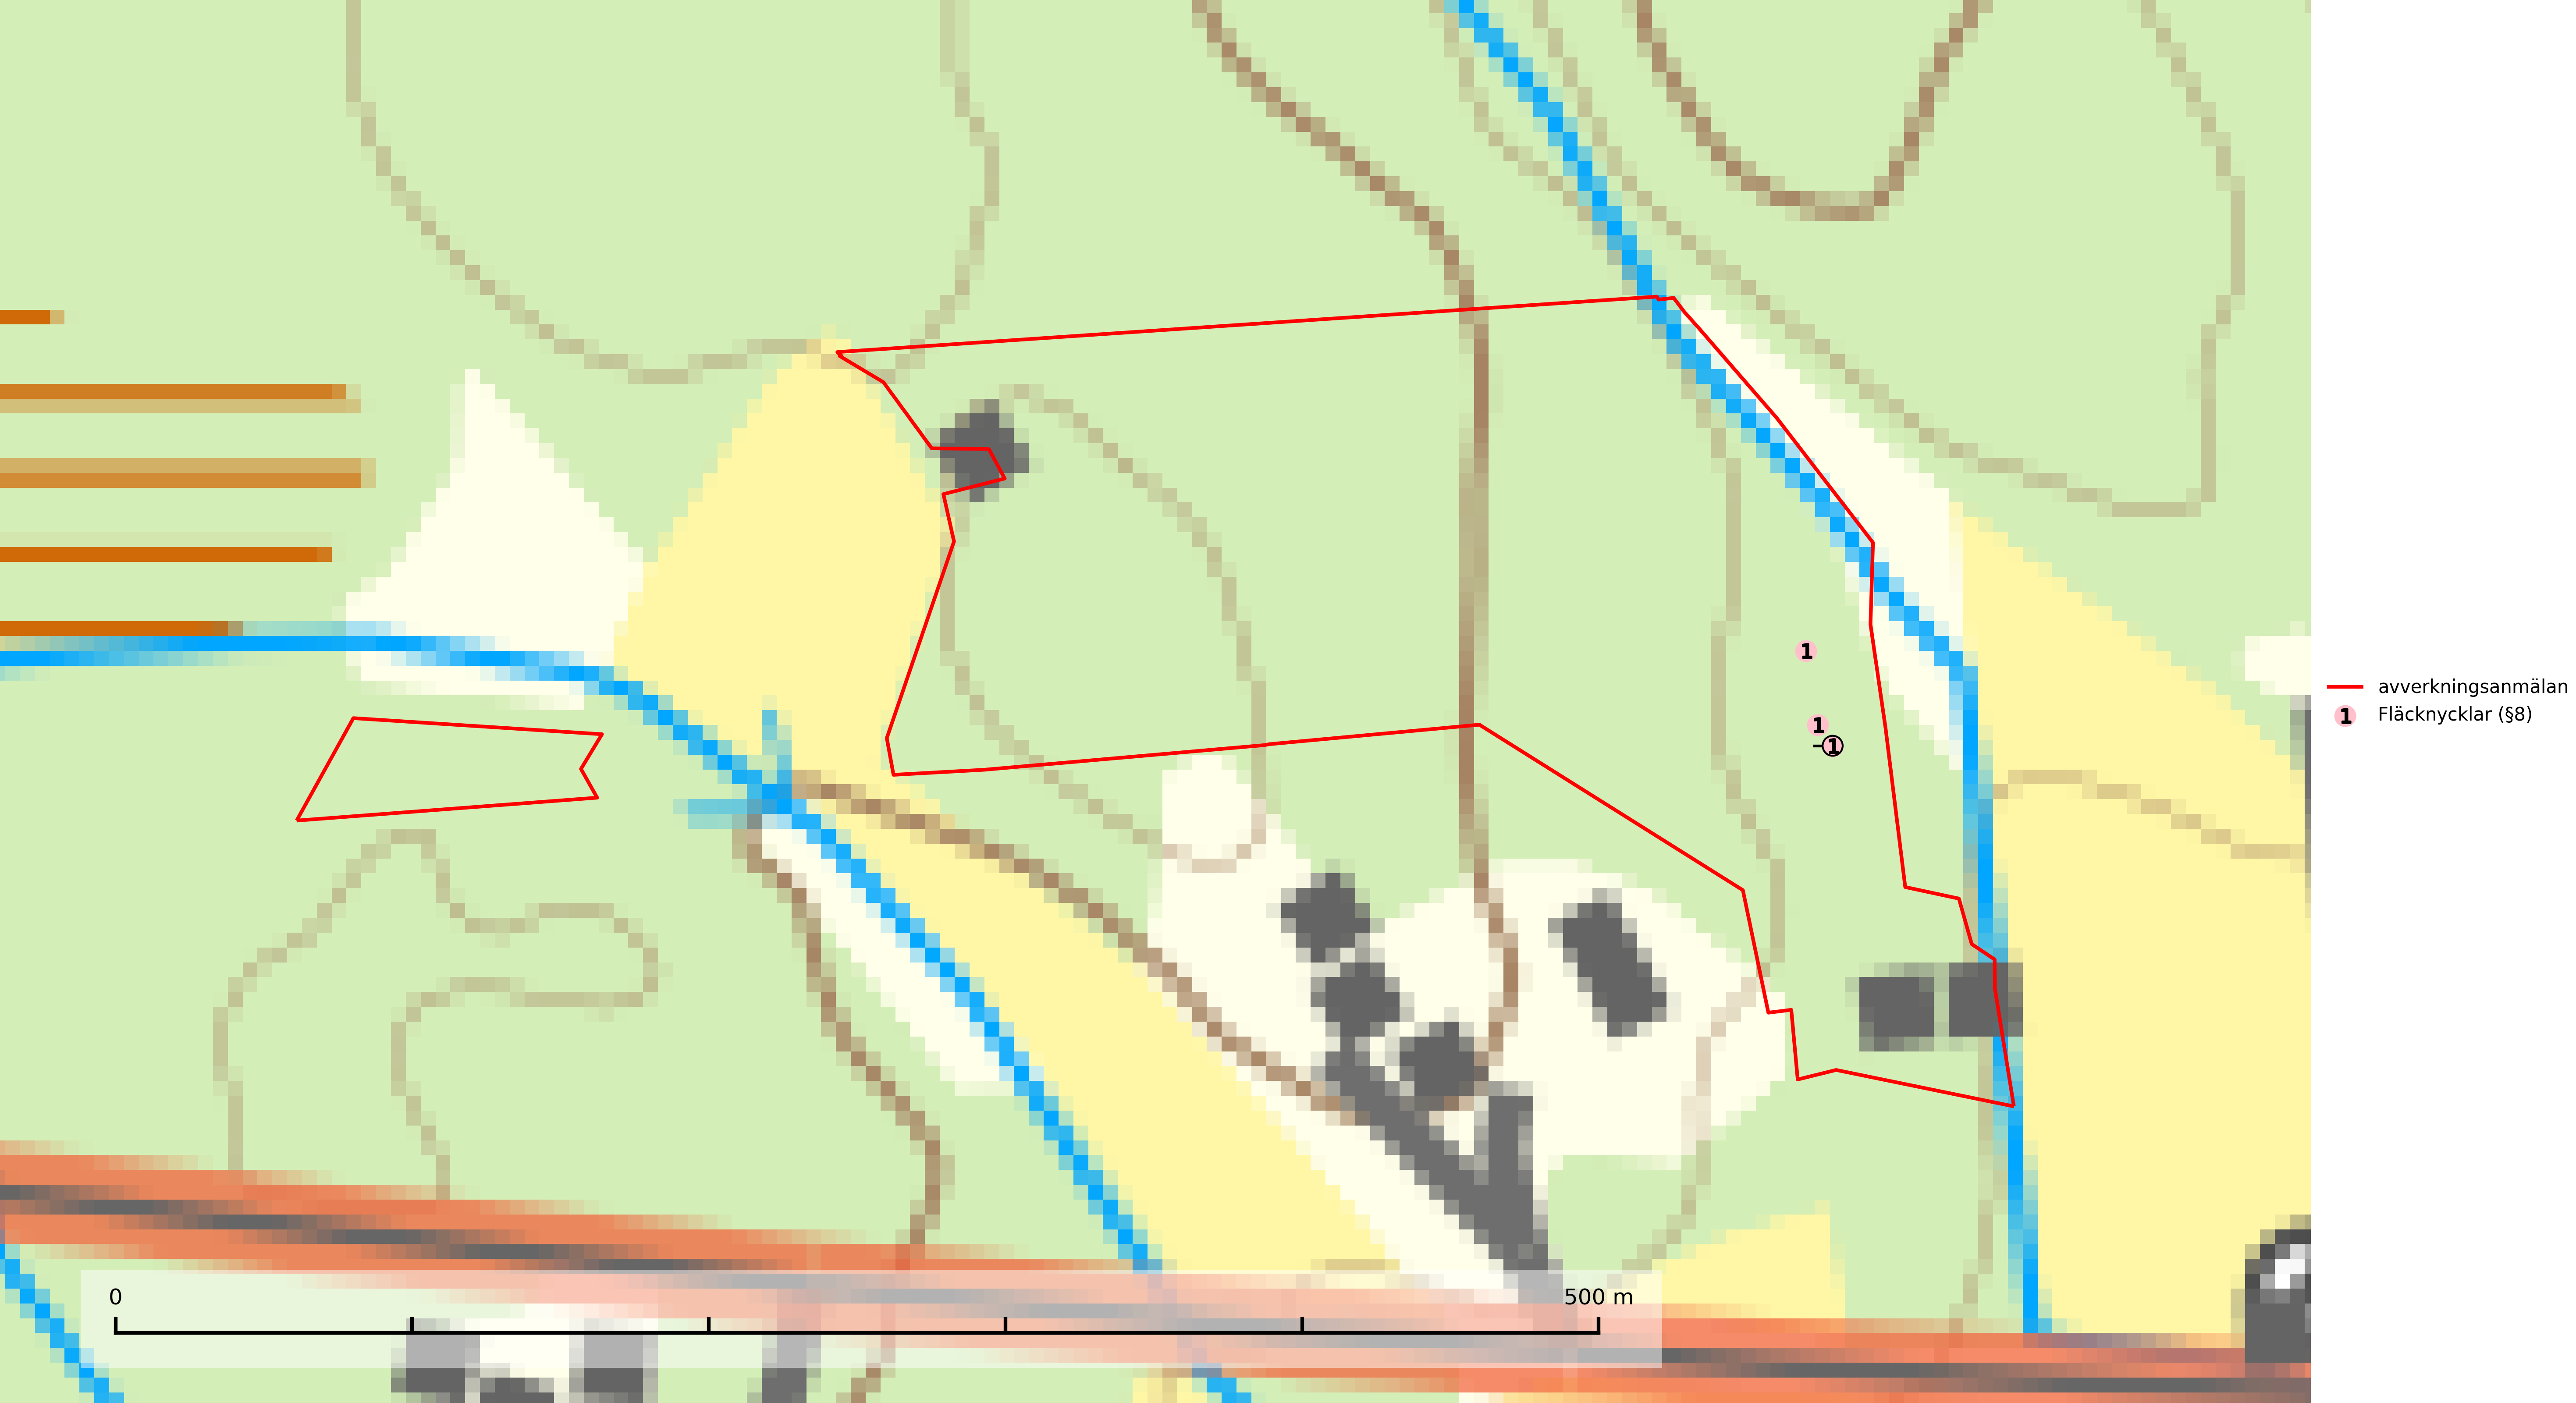 1
1
1
avverkningsanmälan
1 Fläcknycklar (§8)
0 500 m